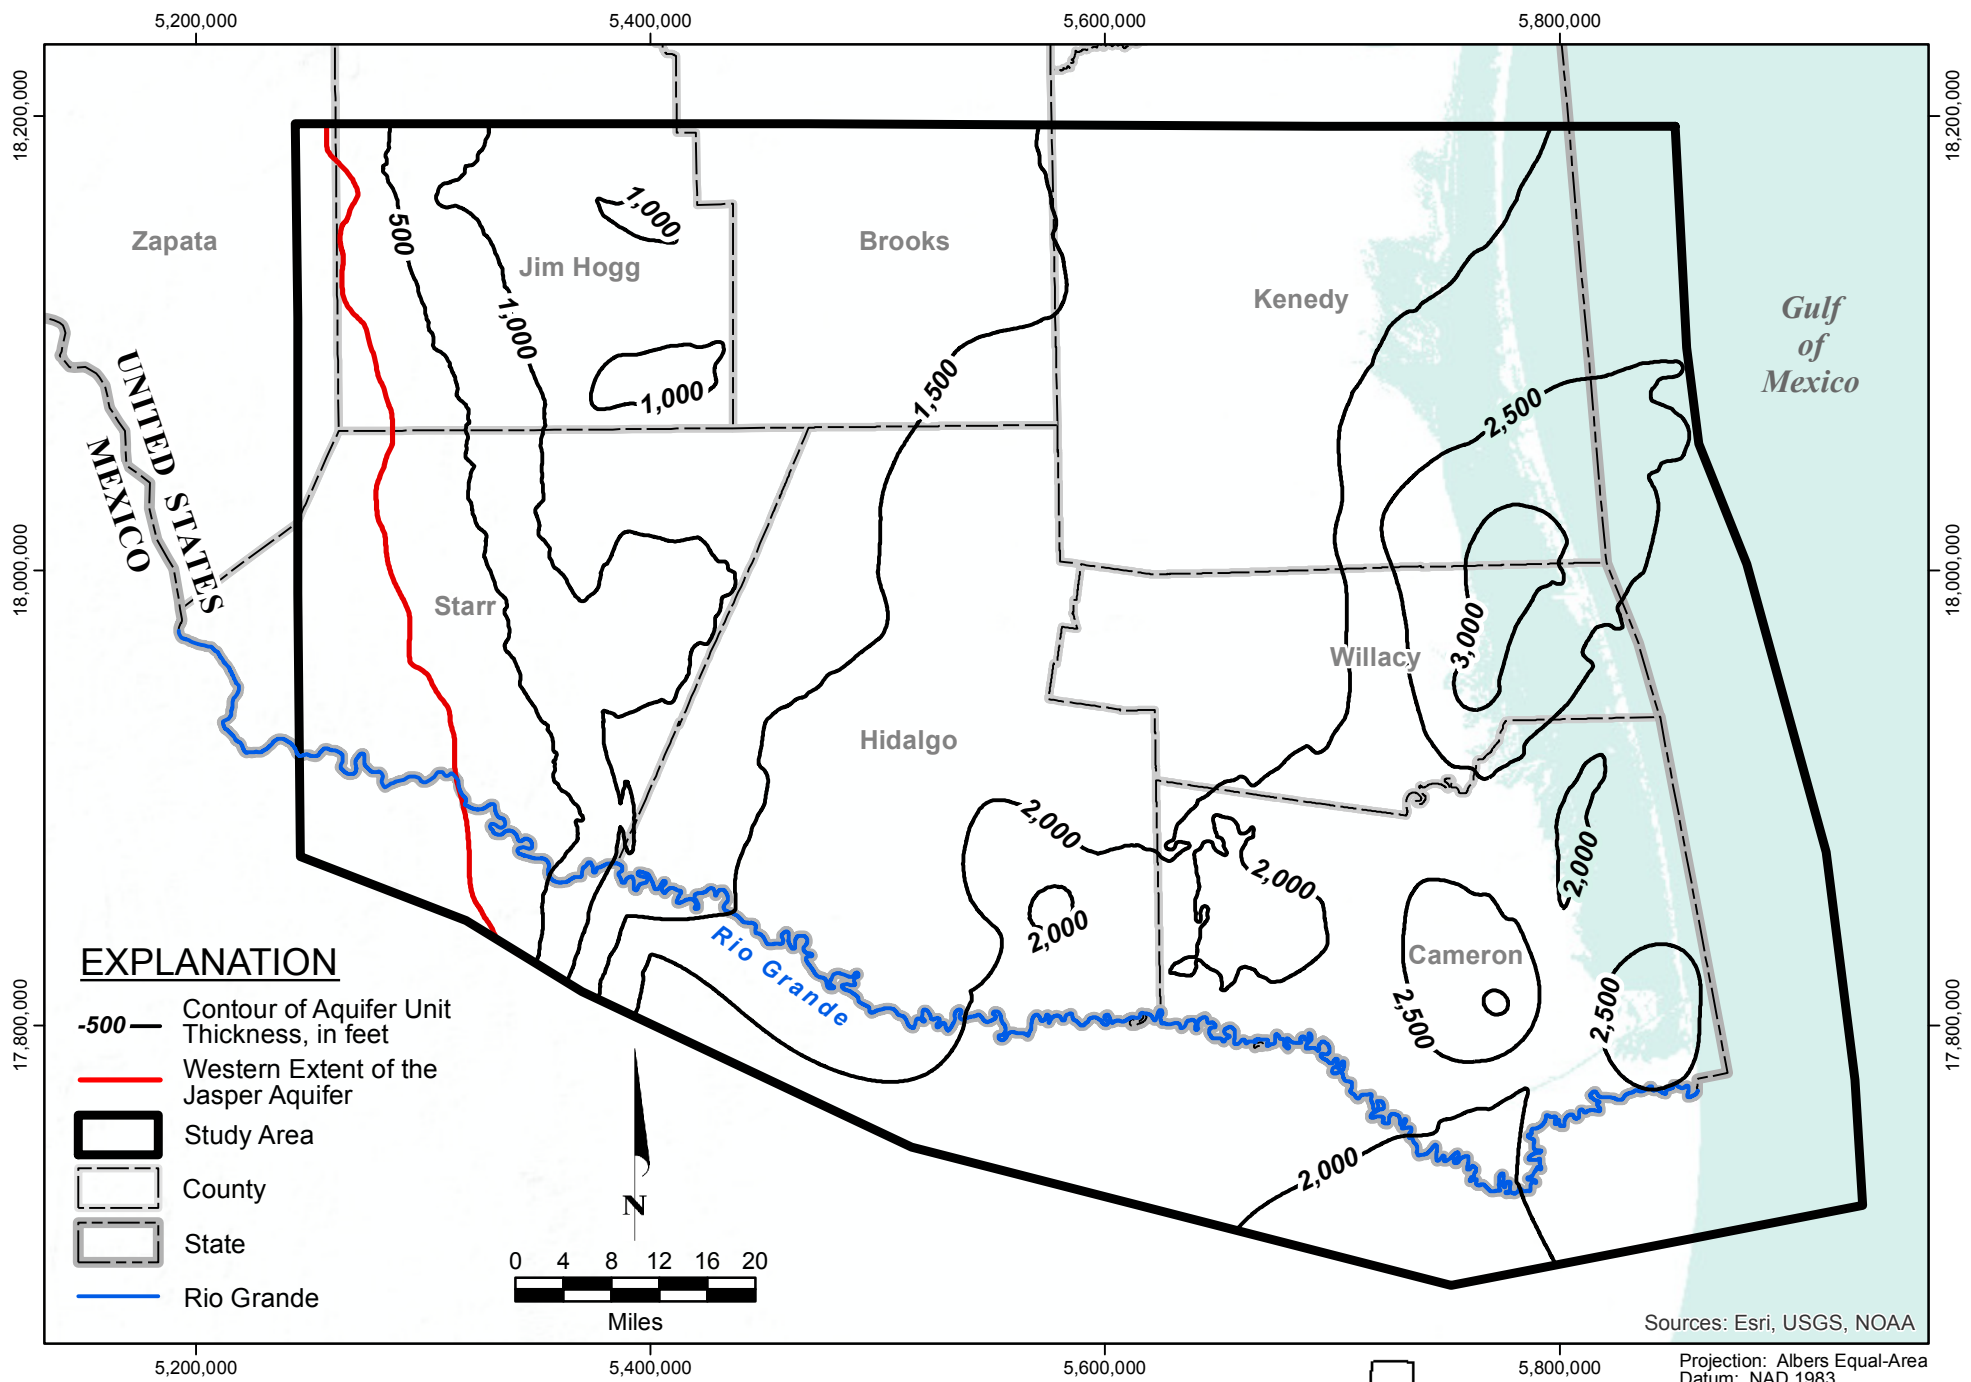 5,200,000
5,400,000
5,600,000
5,800,000
18,200,000
18,200,000
18,000,000
18,000,000
17,800,000
17,800,000
Zapata
Jim Hogg
Brooks
Kenedy
Gulf
of
Mexico
UNITED STATES
MEXICO
Starr
Hidalgo
Willacy
Cameron
500
1,000
1,000
1,000
1,500
2,500
3,000
2,000
2,000
2,000
2,000
2,500
2,500
2,000
Rio Grande
EXPLANATION
-500
Contour of Aquifer Unit
Thickness, in feet
Western Extent of the
Jasper Aquifer
Study Area
County
State
Rio Grande
N
0 4 8 12 16 20
Miles
Sources: Esri, USGS, NOAA
5,200,000
5,400,000
5,600,000
5,800,000
Projection: Albers Equal-Area
Datum: NAD 1983